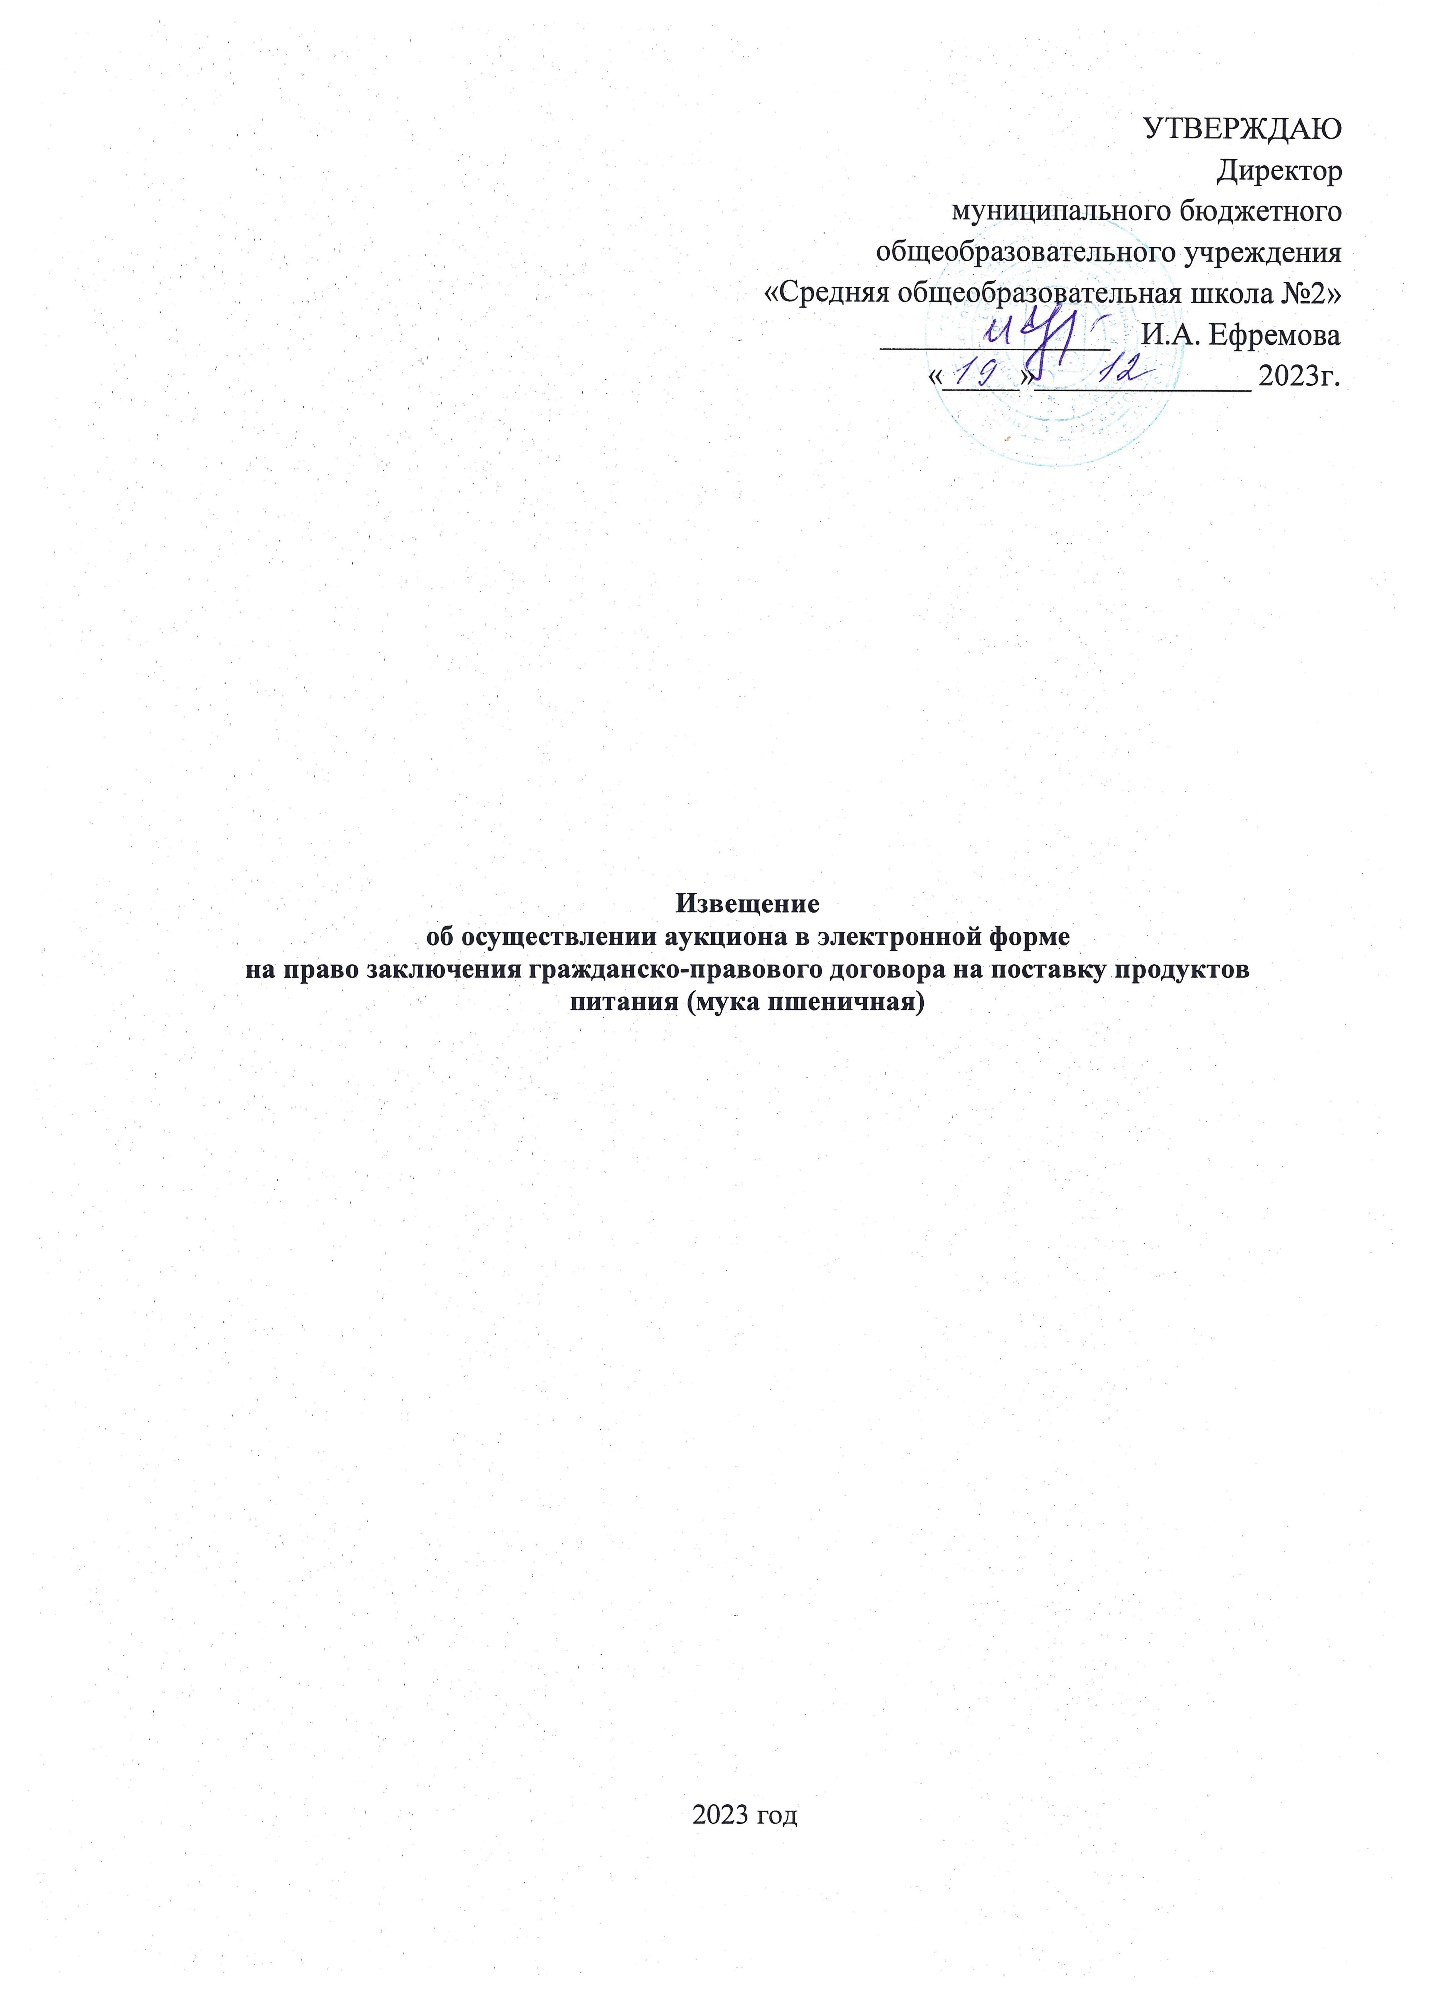 УТВЕРЖДАЮ
Директор
муниципального бюджетного
общеобразовательного учреждения
«Средняя общеобразовательная школа №2»
И.А. Ефремова
«19» 12 2023г.
Извещение
об осуществлении аукциона в электронной форме
на право заключения гражданско-правового договора на поставку продуктов
питания (мука пшеничная)
2023 год